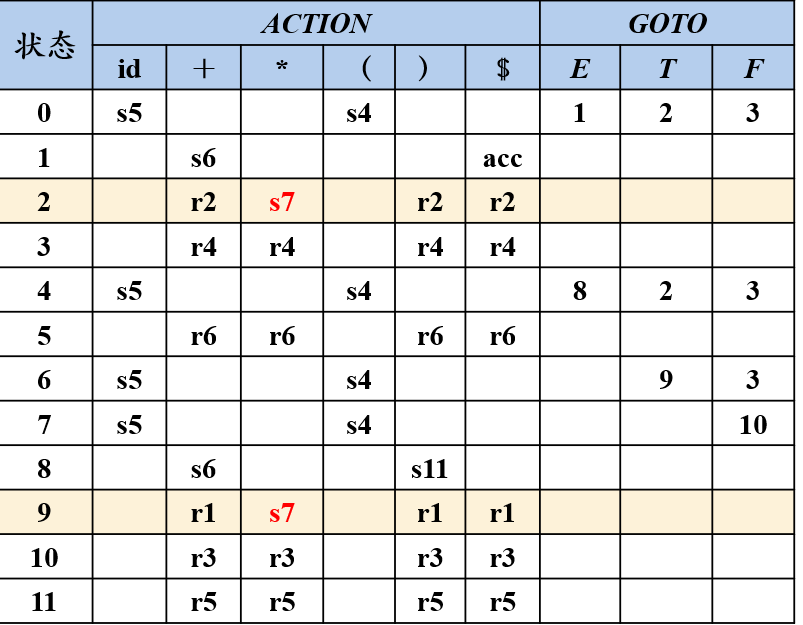 状态 ACTION GOTO
id ＋ * （ ） $ E T F
0 s5 s4 1 2 3
1 s6 acc
2 r2 s7 r2 r2
3 r4 r4 r4 r4
4 s5 s4 8 2 3
5 r6 r6 r6 r6
6 s5 s4 9 3
7 s5 s4 10
8 s6 s11
9 r1 s7 r1 r1
10 r3 r3 r3 r3
11 r5 r5 r5 r5